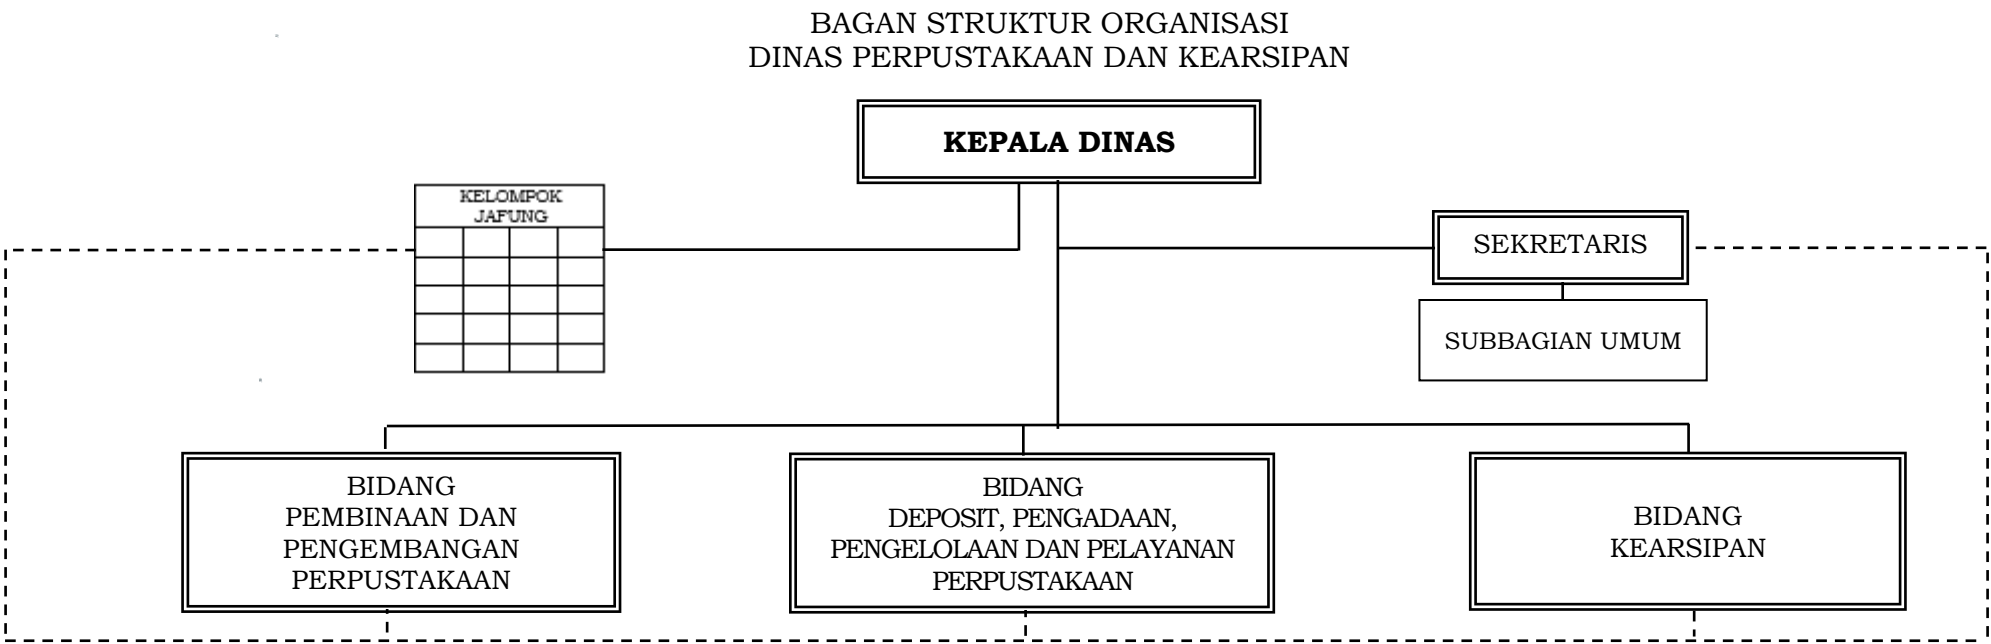 BAGAN STRUKTUR ORGANISASI
DINAS PERPUSTAKAAN DAN KEARSIPAN
KEPALA DINAS
KELOMPOK
JAFUNG
SEKRETARIS
SUBBAGIAN UMUM
BIDANG
PEMBINAAN DAN
PENGEMBANGAN
PERPUSTAKAAN
BIDANG
DEPOSIT, PENGADAAN,
PENGELOLAAN DAN PELAYANAN
PERPUSTAKAAN
BIDANG
KEARSIPAN